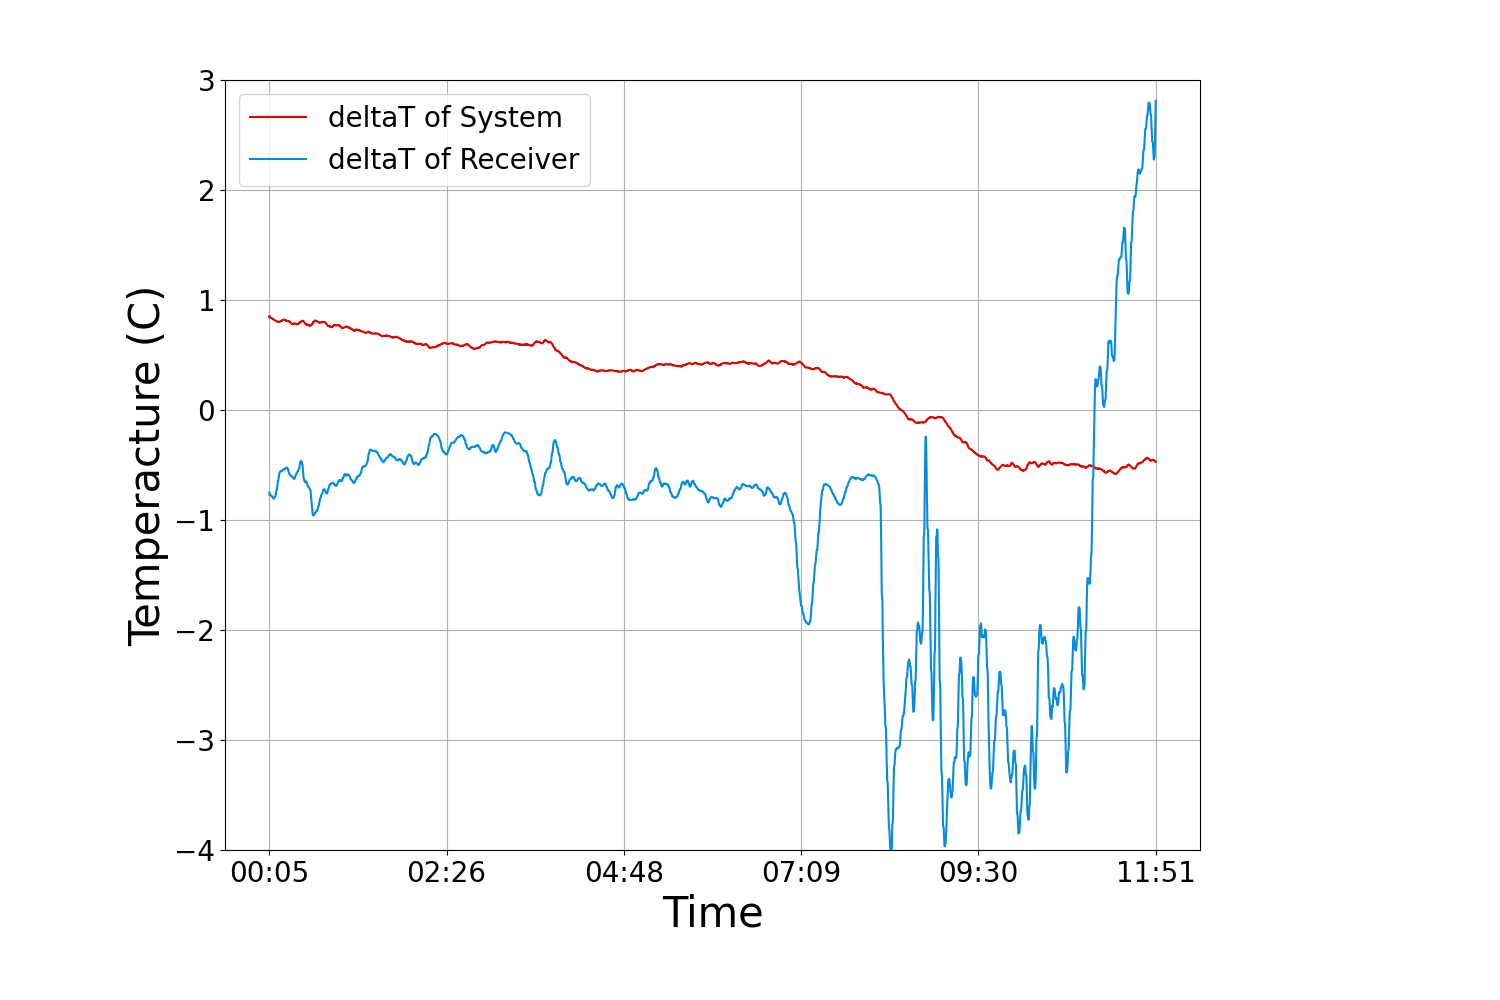 3
2
1
0
−1
−2
−3
−4
Temperacture (C)
deltaT of System
deltaT of Receiver
00:05 02:26 04:48 07:09 09:30 11:51
Time